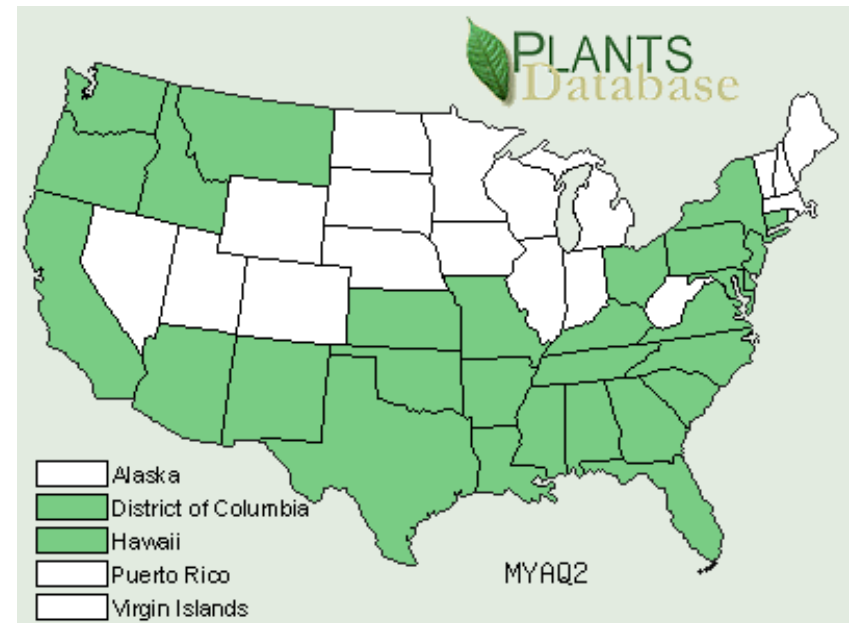 PLANTS
Database
Alaska
District of Columbia
Hawaii
Puerto Rico
Virgin Islands
MYAQ2